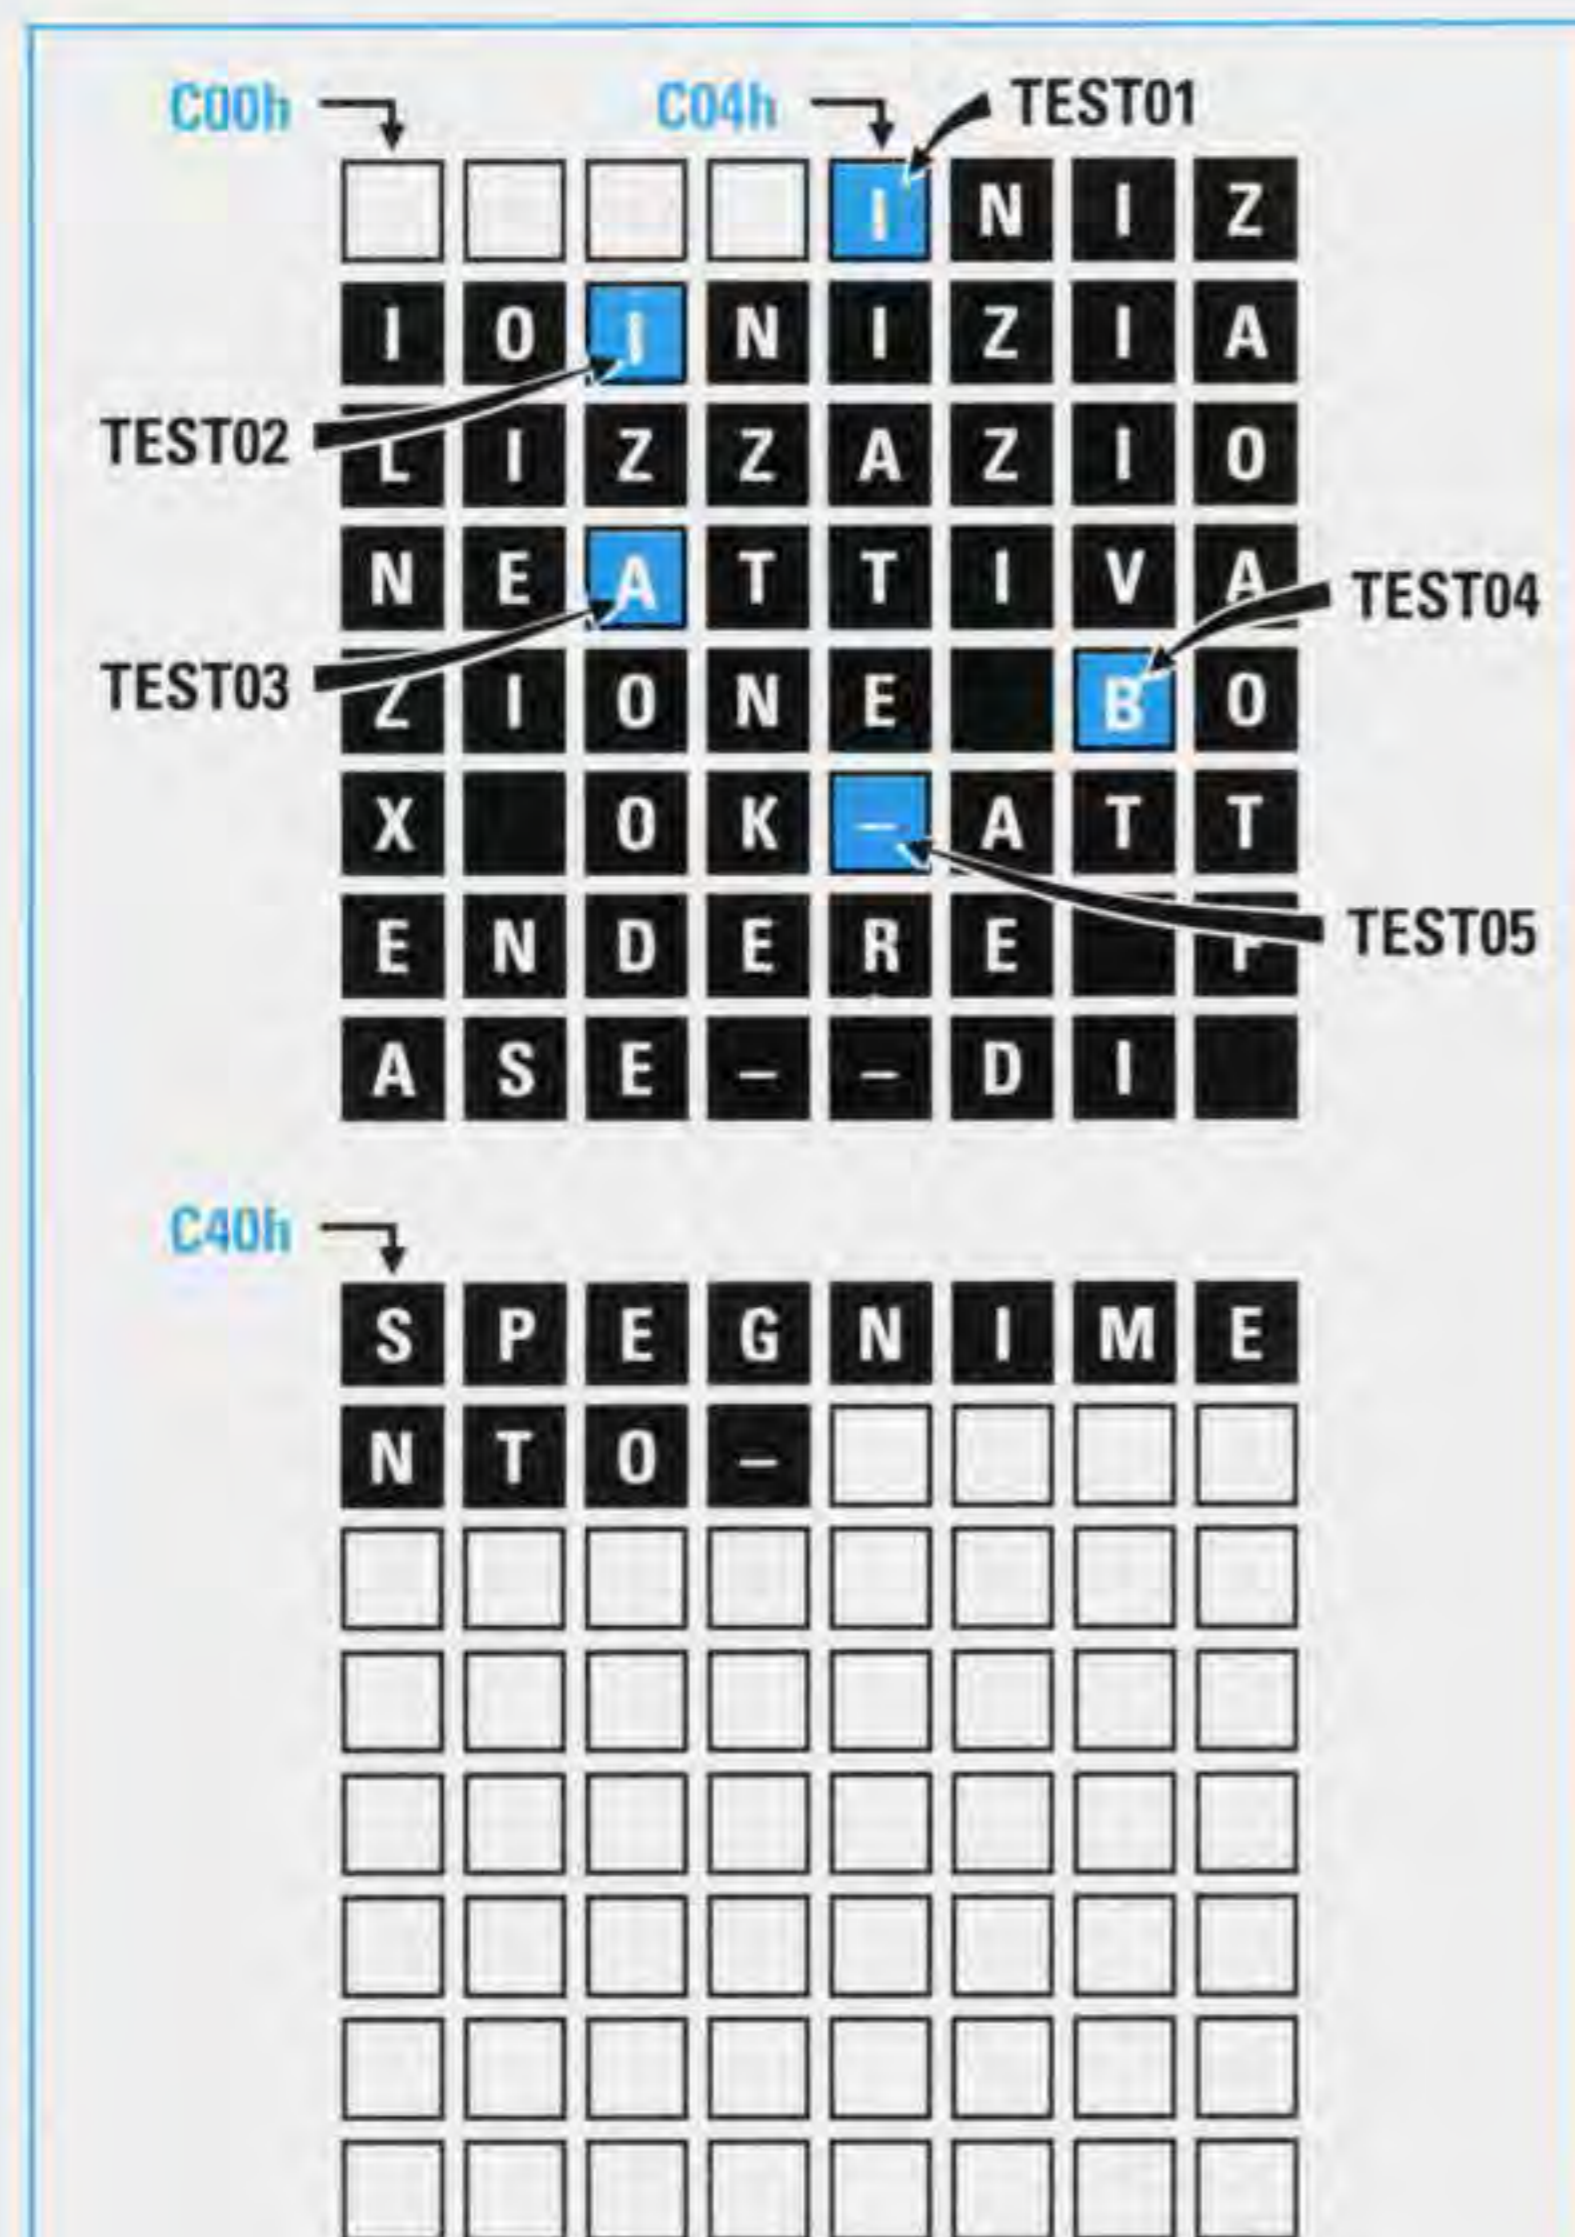 C00h C04h TEST01
I N I Z
I O I N I Z I A
TEST02
L I Z Z A Z I O
N E A T T I V A
TEST04
TEST03
Z I O N E B O
X O K – A T T
TEST05
E N D E R E F
A S E – – D I
C40h
S P E G N I M E
N T O –